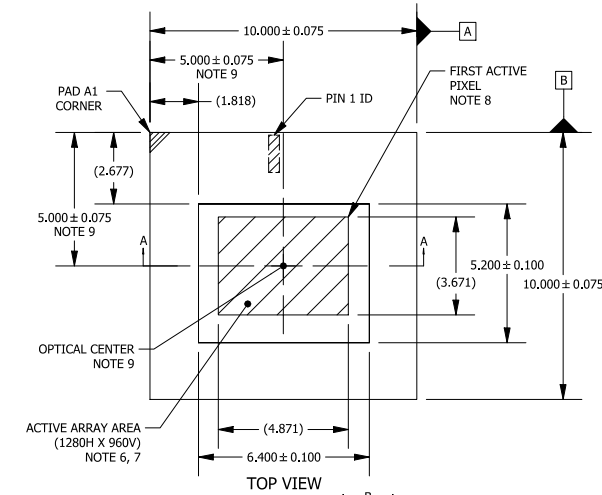 10.000 ± 0.075
A
5.000 ± 0.075
NOTE 9
FIRST ACTIVE
PIXEL
NOTE 8
B
PAD A1
CORNER
(1.818)
PIN 1 ID
(2.677)
5.000 ± 0.075
NOTE 9
A
A
5.200 ± 0.100
(3.671)
10.000 ± 0.075
OPTICAL CENTER
NOTE 9
ACTIVE ARRAY AREA
(1280H X 960V)
NOTE 6, 7
(4.871)
6.400 ± 0.100
TOP VIEW
B